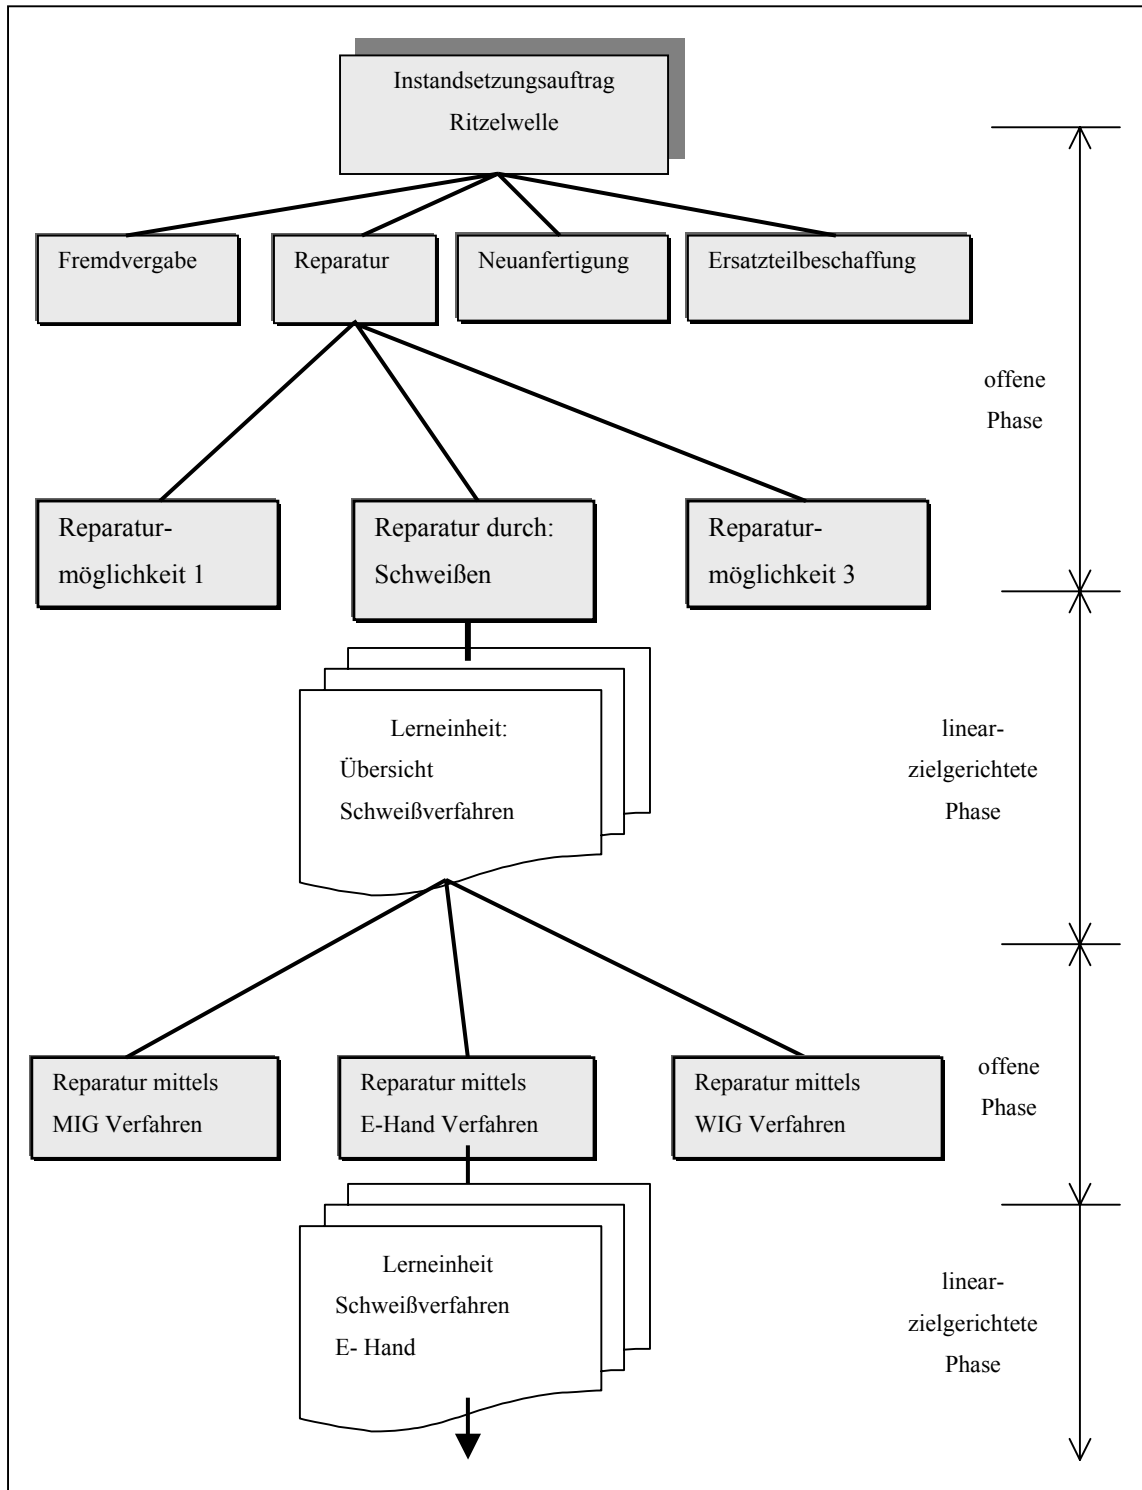 Instandsetzungsauftrag
Ritzelwelle
Fremdvergabe
Reparatur
Neuanfertigung
Ersatzteilbeschaffung
offene
Phase
Reparatur-
möglichkeit 1
Reparatur durch:
Schweißen
Reparatur-
möglichkeit 3
Lerneinheit:
Übersicht
Schweißverfahren
linear-
zielgerichtete
Phase
Reparatur mittels
MIG Verfahren
Reparatur mittels
E-Hand Verfahren
Reparatur mittels
WIG Verfahren
offene
Phase
Lerneinheit
Schweißverfahren
E- Hand
linear-
zielgerichtete
Phase